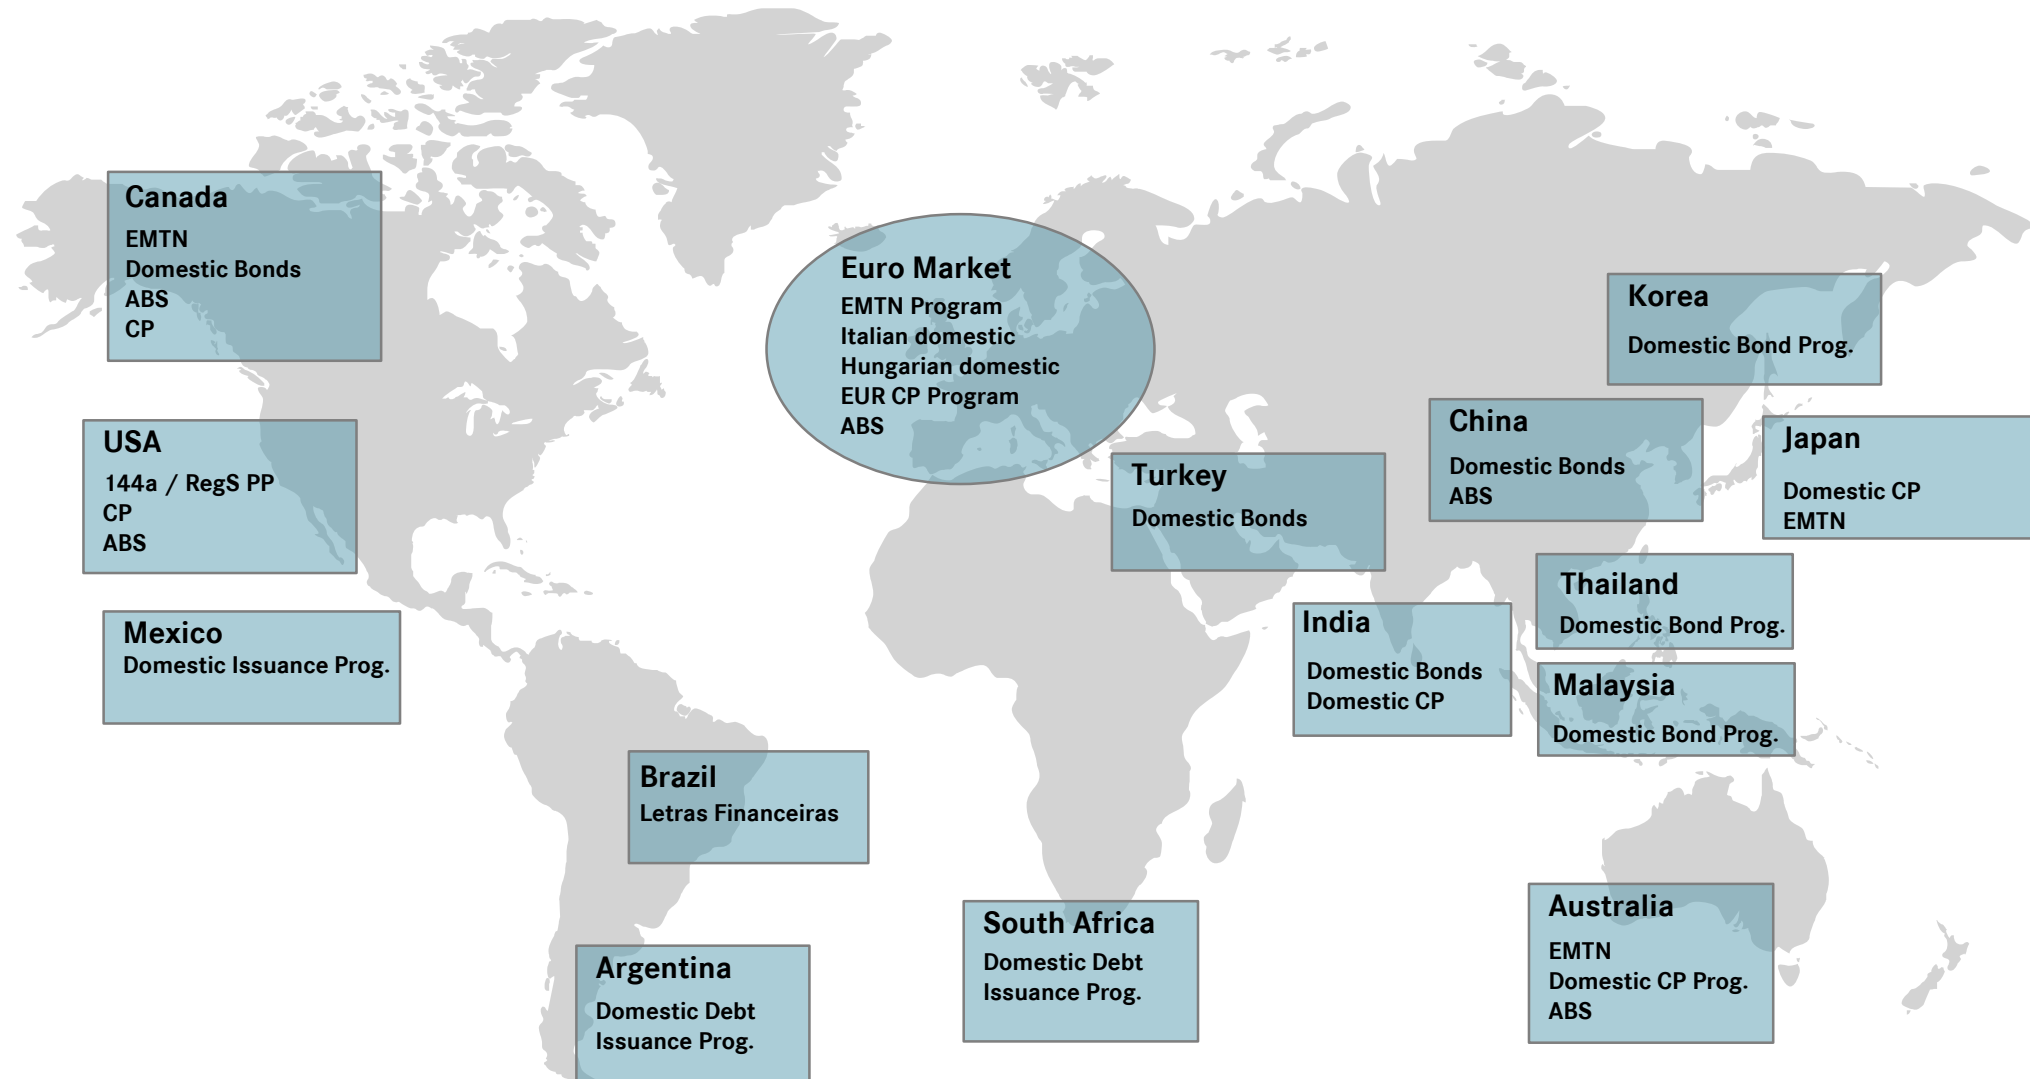 Canada
EMTN
Domestic Bonds
ABS
CP
USA
144a / RegS PP
CP
ABS
Mexico
Domestic Issuance Prog.
Brazil
Letras Financeiras
Argentina
Domestic Debt
Issuance Prog.
Euro Market
EMTN Program
Italian domestic
Hungarian domestic
EUR CP Program
ABS
Turkey
Domestic Bonds
South Africa
Domestic Debt
Issuance Prog.
India
Domestic Bonds
Domestic CP
Korea
Domestic Bond Prog.
China
Domestic Bonds
ABS
Japan
Domestic CP
EMTN
Thailand
Domestic Bond Prog.
Malaysia
Domestic Bond Prog.
Australia
EMTN
Domestic CP Prog.
ABS